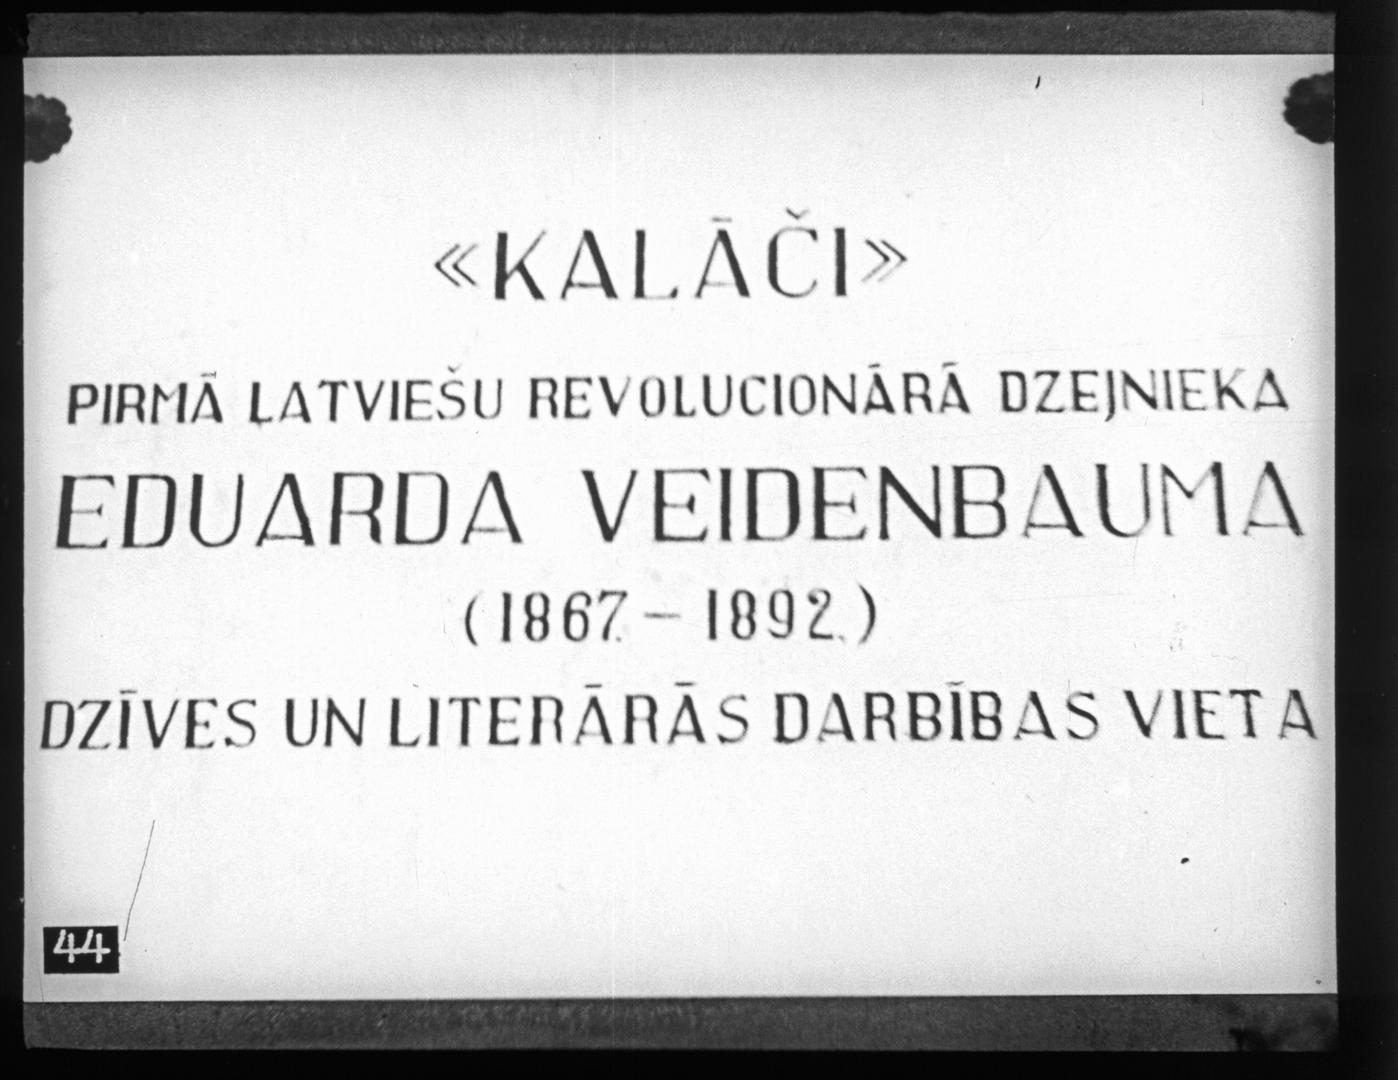 «KALĀČI»
PIRMĀ LATVIEŠU REVOLUCIONĀRĀ DZEJNIEKA
EDUARDA VEIDENBAUMA
(1867. – 1892.)
DZĪVES UN LITERĀRĀS DARBĪBAS VIETA
44